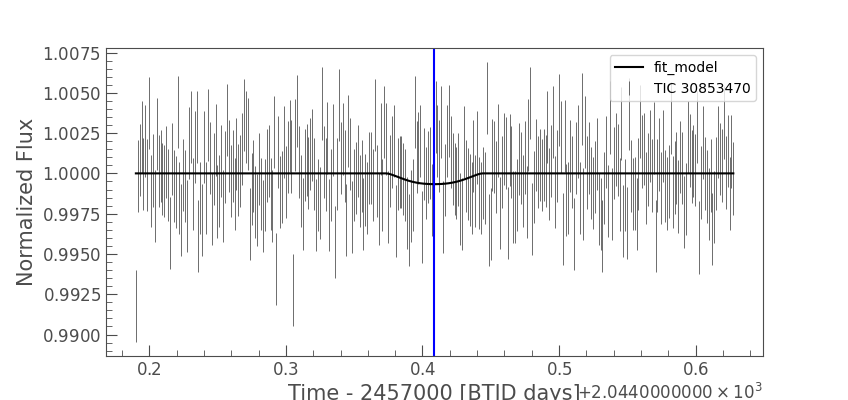 1.0075
1.0050
1.0025
1.0000
0.9975
0.9950
0.9925
0.9900
Normalized Flux
fit_model
TIC 30853470
0.2
0.3
0.4
0.5
0.6
Time - 2457000 [BTJD days]
+2.0440000000 × 10³